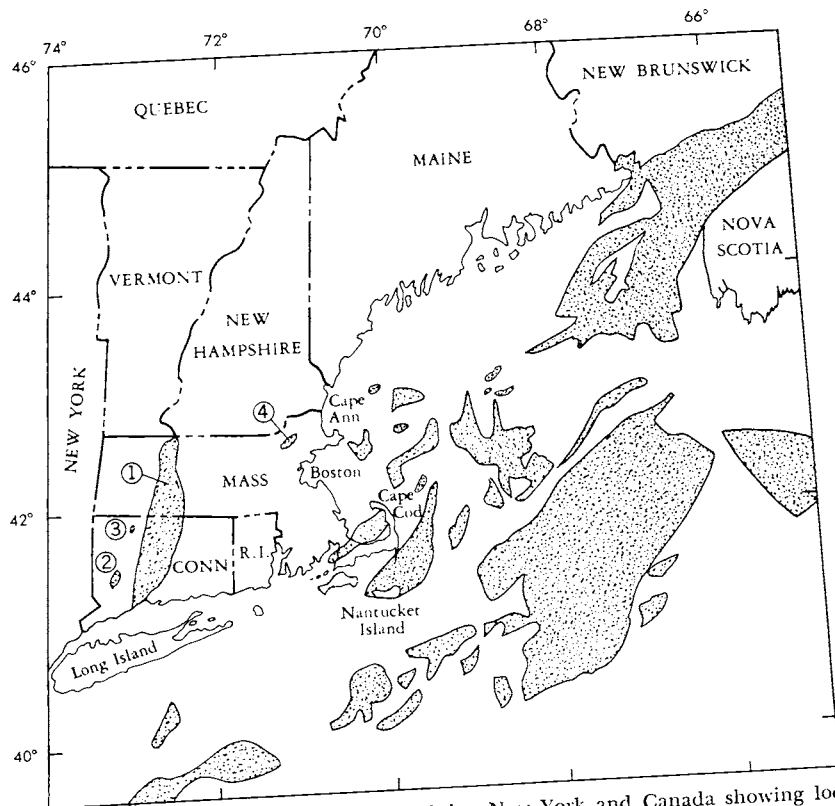 74°
72°
70°
68°
66°
46°
QUEBEC
NEW BRUNSWICK
MAINE
NOVA
SCOTIA
VERMONT
44°
NEW
HAMPSHIRE
NEW YORK
④
Cape
Ann
①
MASS
Boston
Cape
Cod
42°
③
②
CONN
R.I.
Nantucket
Island
Long Island
40°
New York and Canada showing